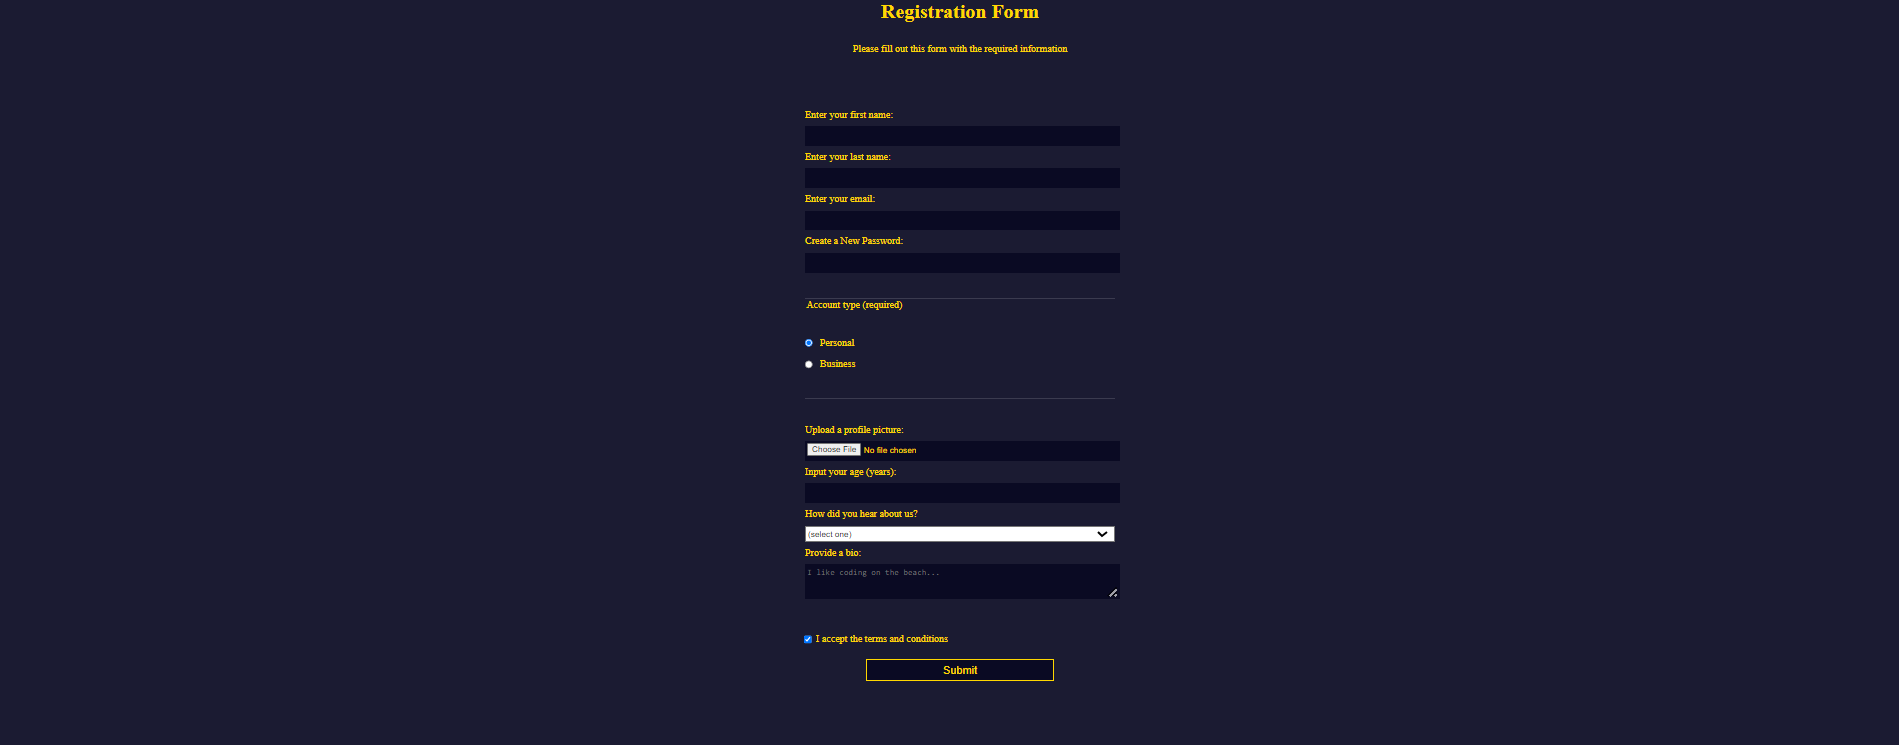 Registration Form
Please fill out this form with the required information
Enter your first name:
Enter your last name:
Enter your email:
Create a New Password:
Account type (required)
Personal
Business
Upload a profile picture:
Choose File No file chosen
Input your age (years):
How did you hear about us?
(select one)
Provide a bio:
I like coding on the beach...
I accept the terms and conditions
Submit